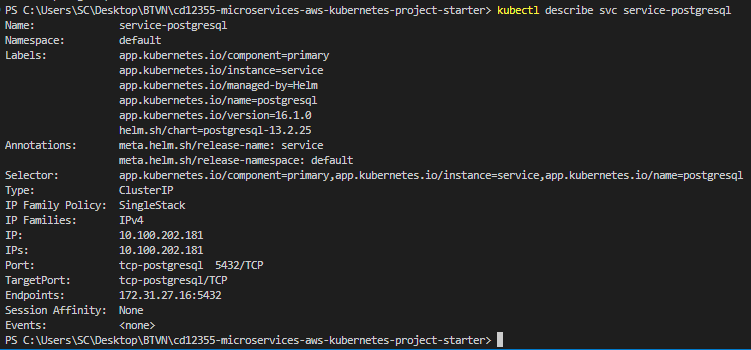 PS C:\Users\SC\Desktop\BTVN\cd12355-microservices-aws-kubernetes-project-starter> kubectl describe svc service-postgresql
Name:              service-postgresql
Namespace:         default
Labels:            app.kubernetes.io/component=primary
                   app.kubernetes.io/instance=service
                   app.kubernetes.io/managed-by=Helm
                   app.kubernetes.io/name=postgresql
                   app.kubernetes.io/version=16.1.0
                   helm.sh/chart=postgresql-13.2.25
Annotations:       meta.helm.sh/release-name: service
                   meta.helm.sh/release-namespace: default
Selector:          app.kubernetes.io/component=primary,app.kubernetes.io/instance=service,app.kubernetes.io/name=postgresql
Type:              ClusterIP
IP Family Policy:  SingleStack
IP Families:       IPv4
IP:                10.100.202.181
IPs:               10.100.202.181
Port:              tcp-postgresql  5432/TCP
TargetPort:        tcp-postgresql/TCP
Endpoints:         172.31.27.16:5432
Session Affinity:  None
Events:            <none>
PS C:\Users\SC\Desktop\BTVN\cd12355-microservices-aws-kubernetes-project-starter>